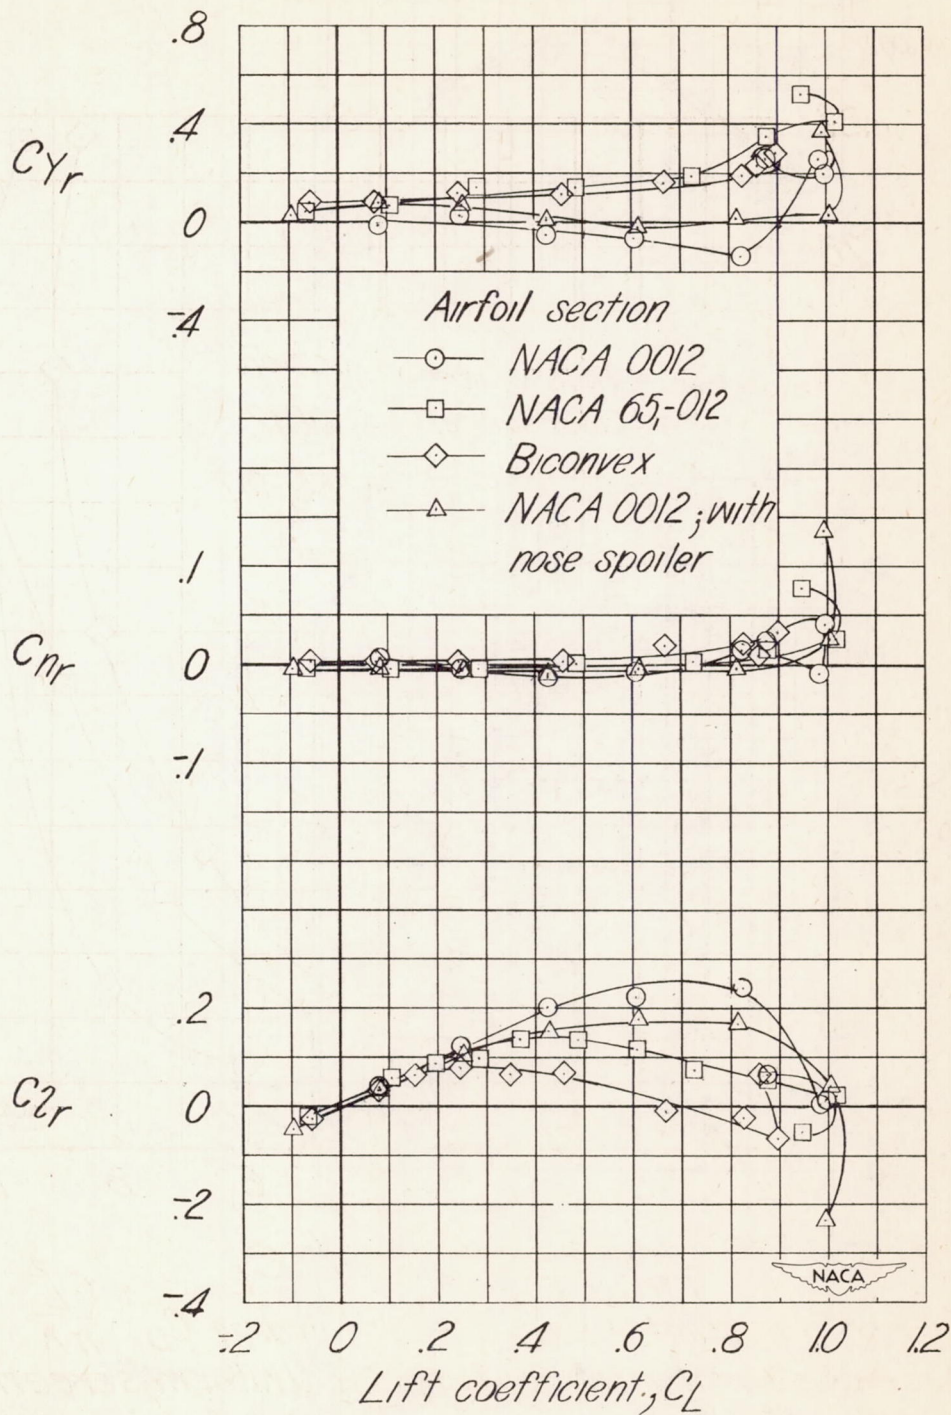 .8
.4
CYr
0
-.4
Airfoil section
NACA 0012
NACA 65,-012
Biconvex
NACA 0012; with
nose spoiler
.1
Cnr
0
-.1
.2
Clr
0
-.2
NACA
-.4
-.2 0 .2 .4 .6 .8 1.0 1.2
Lift coefficient, CL